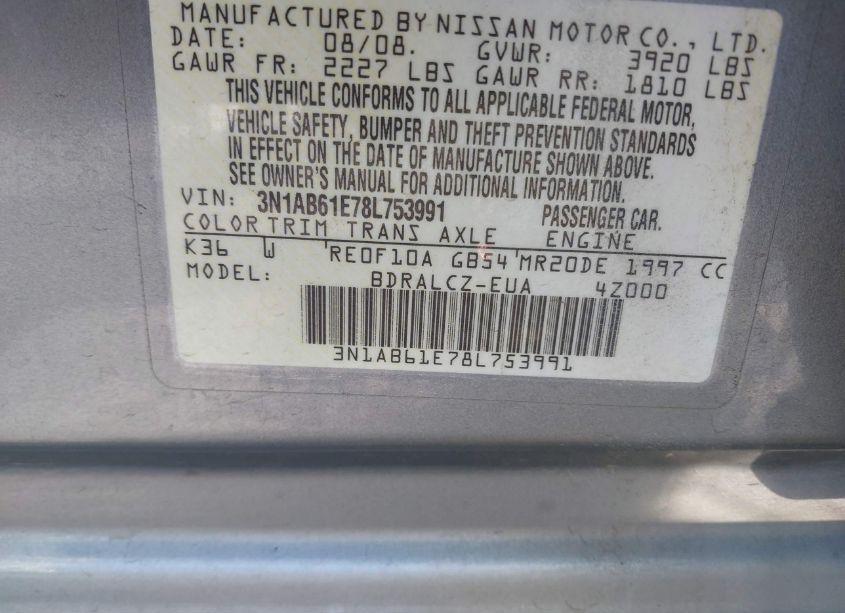 MANUFACTURED BY NISSAN MOTOR CO., LTD.
DATE: 08/08. GVWR: 3920 LBS
GAWR FR: 2227 LBS GAWR RR: 1810 LBS
THIS VEHICLE CONFORMS TO ALL APPLICABLE FEDERAL MOTOR,
VEHICLE SAFETY, BUMPER AND THEFT PREVENTION STANDARDS
IN EFFECT ON THE DATE OF MANUFACTURE SHOWN ABOVE.
SEE OWNER'S MANUAL FOR ADDITIONAL INFORMATION.
VIN: 3N1AB61E78L753991 PASSENGER CAR.
COLOR TRIM TRANS AXLE ENGINE
K36 W RE0F10A GB54 MR20DE 1997 CC
MODEL: BDRALCZ-EUA 4Z000
3N1AB61E78L753991